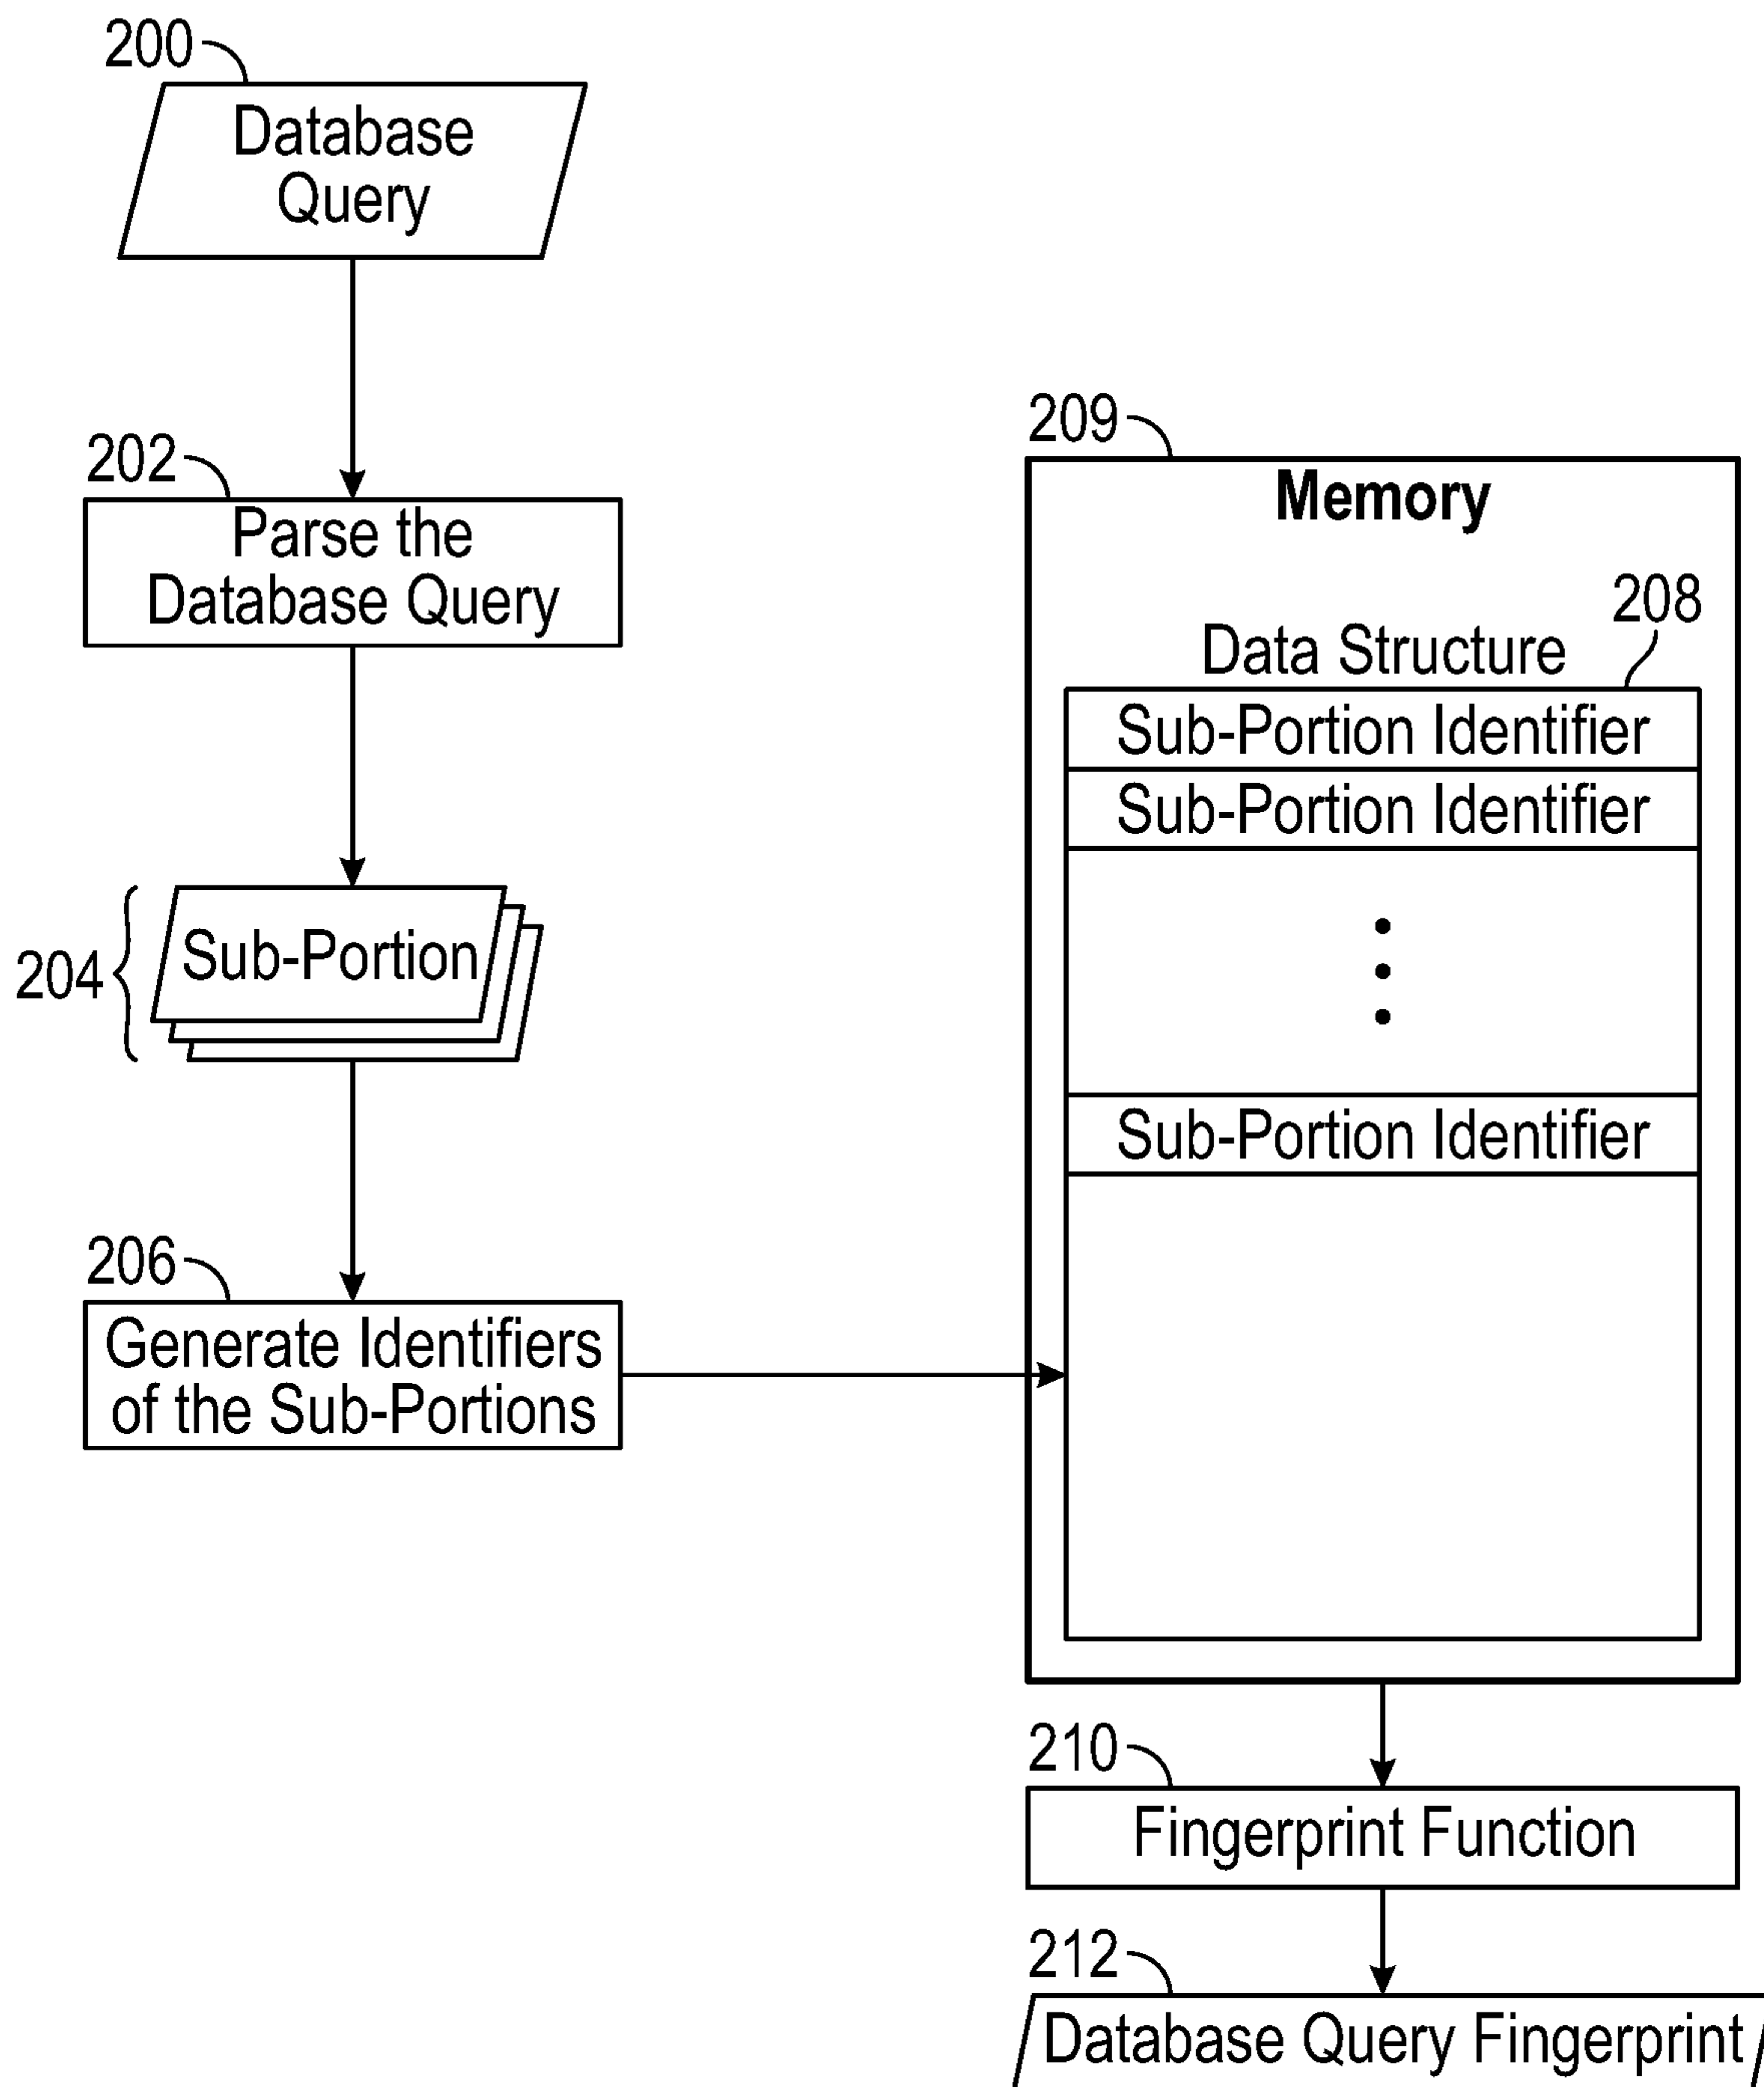 200
Database
Query
202
Parse the
Database Query
204
Sub-Portion
206
Generate Identifiers
of the Sub-Portions
209
Memory
208
Data Structure
Sub-Portion Identifier
Sub-Portion Identifier
Sub-Portion Identifier
210
Fingerprint Function
212
Database Query Fingerprint